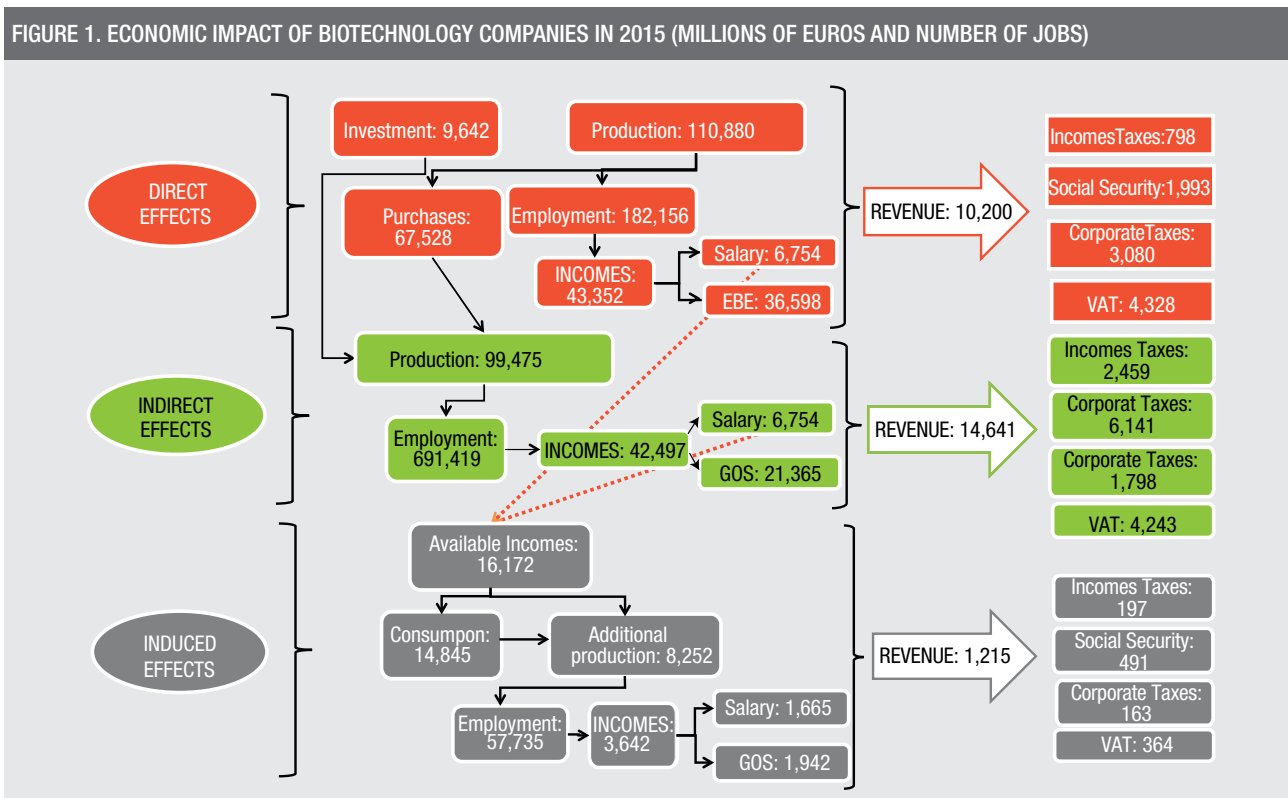 FIGURE 1. ECONOMIC IMPACT OF BIOTECHNOLOGY COMPANIES IN 2015 (MILLIONS OF EUROS AND NUMBER OF JOBS)
DIRECT
EFFECTS
Investment: 9,642
Production: 110,880
Purchases:
67,528
Employment: 182,156
INCOMES:
43,352
Salary: 6,754
EBE: 36,598
REVENUE: 10,200
IncomesTaxes:798
Social Security:1,993
CorporateTaxes:
3,080
VAT: 4,328
INDIRECT
EFFECTS
Production: 99,475
Employment:
691,419
INCOMES: 42,497
Salary: 6,754
GOS: 21,365
REVENUE: 14,641
Incomes Taxes:
2,459
Corporat Taxes:
6,141
Corporate Taxes:
1,798
VAT: 4,243
INDUCED
EFFECTS
Available Incomes:
16,172
Consumpon:
14,845
Additional
production: 8,252
Employment:
57,735
INCOMES:
3,642
Salary: 1,665
GOS: 1,942
REVENUE: 1,215
Incomes Taxes:
197
Social Security:
491
Corporate Taxes:
163
VAT: 364